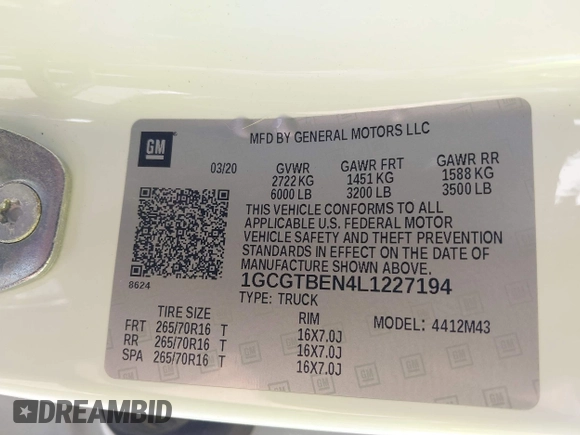 GM
MFD BY GENERAL MOTORS LLC
03/20 GVWR GAWR FRT GAWR RR
2722 KG 1451 KG 1588 KG
6000 LB 3200 LB 3500 LB
THIS VEHICLE CONFORMS TO ALL
APPLICABLE U.S. FEDERAL MOTOR
VEHICLE SAFETY AND THEFT PREVENTION
STANDARDS IN EFFECT ON THE DATE OF
MANUFACTURE SHOWN ABOVE.
8624 1GCGTBEN4L1227194
TYPE: TRUCK
TIRE SIZE RIM MODEL: 4412M43
FRT 265/70R16 T 16X7.0J
RR 265/70R16 T 16X7.0J
SPA 265/70R16 T 16X7.0J
DREAMBID